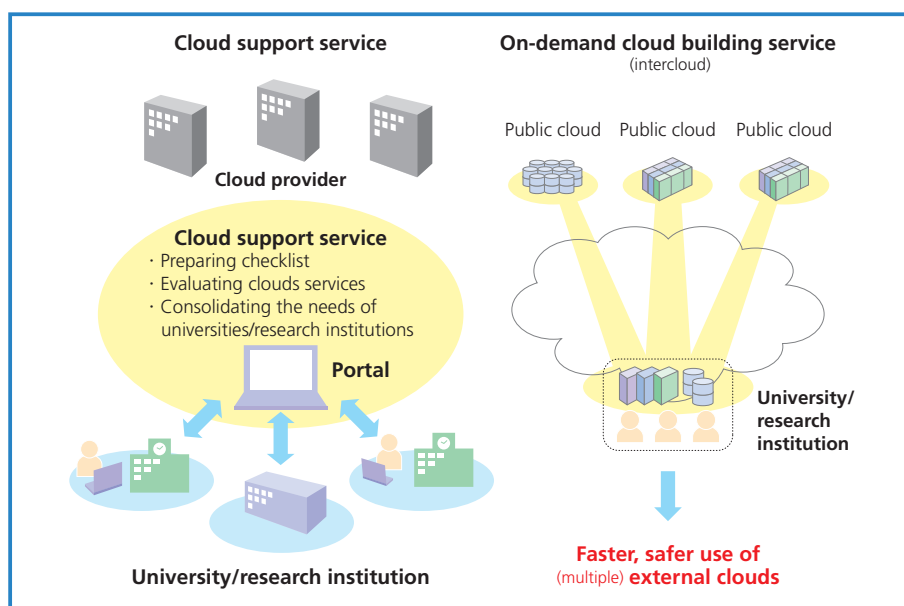 Cloud support service
Cloud provider
Cloud support service
・Preparing checklist
・Evaluating clouds services
・Consolidating the needs of
universities/research institutions
Portal
University/research institution
On-demand cloud building service
(intercloud)
Public cloud
Public cloud
Public cloud
University/
research
institution
Faster, safer use of
(multiple) external clouds